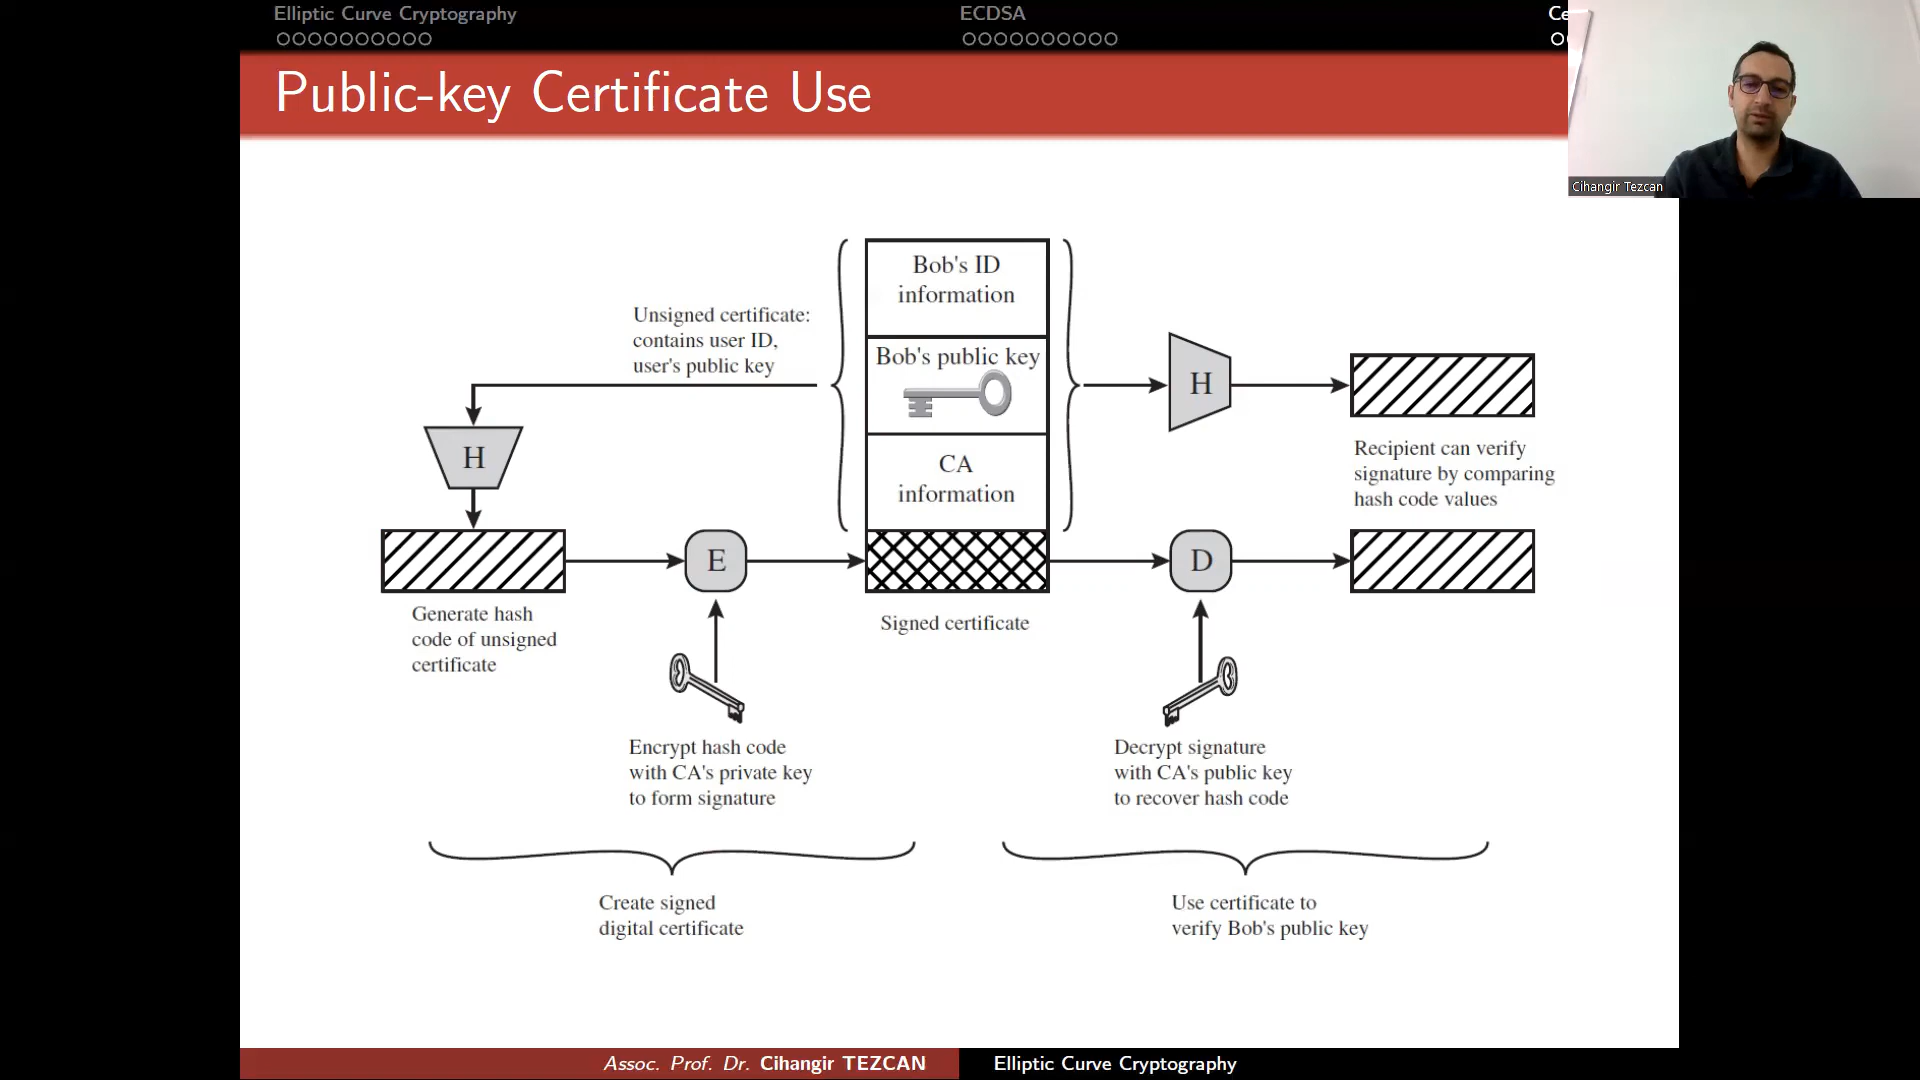 Elliptic Curve Cryptography
ECDSA
Ce
Public-key Certificate Use
Cihangir Tezcan
Bob's ID
information
Unsigned certificate:
contains user ID,
user's public key
Bob's public key
H
H
CA
information
Recipient can verify
signature by comparing
hash code values
E
D
Generate hash
code of unsigned
certificate
Signed certificate
Encrypt hash code
with CA's private key
to form signature
Decrypt signature
with CA's public key
to recover hash code
Create signed
digital certificate
Use certificate to
verify Bob's public key
Assoc. Prof. Dr. Cihangir TEZCAN
Elliptic Curve Cryptography